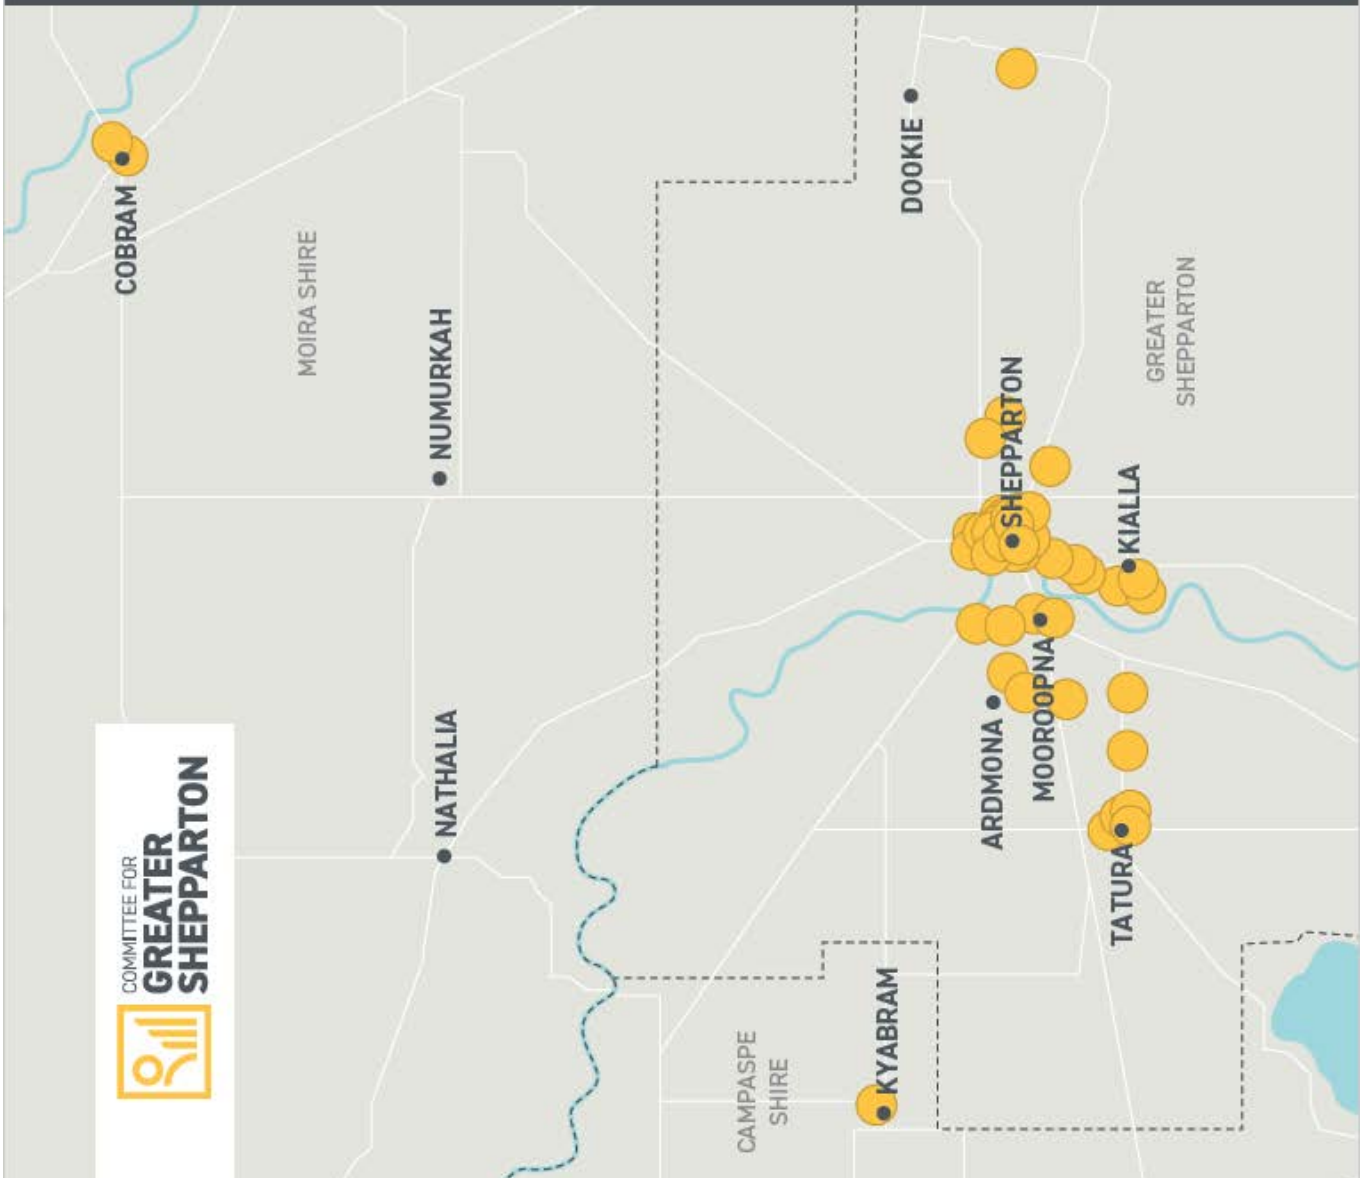 COMMITTEE FOR
GREATER
SHEPPARTON
COBRAM
MOIRA SHIRE
NUMURKAH
NATHALIA
DOOKIE
GREATER
SHEPPARTON
SHEPPARTON
KIALLA
MOOROOPNA
ARDMONA
TATURA
KYABRAM
CAMPASPE
SHIRE